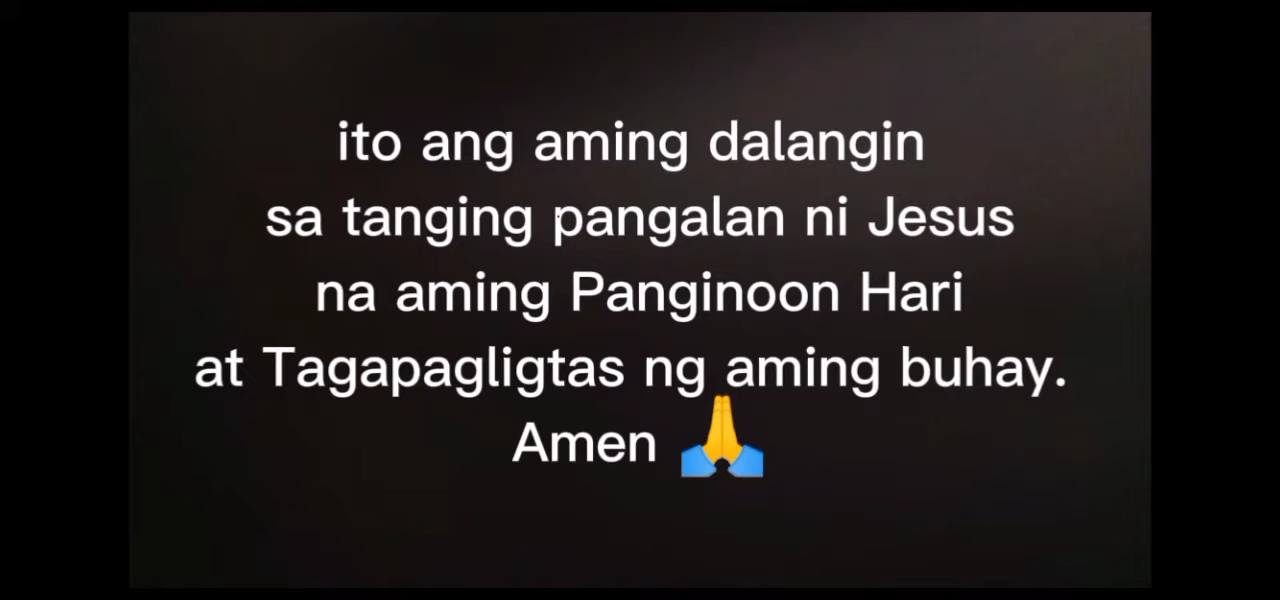 ito ang aming dalangin
sa tanging pangalan ni Jesus
na aming Panginoon Hari
at Tagapagligtas ng aming buhay.
Amen 🙏